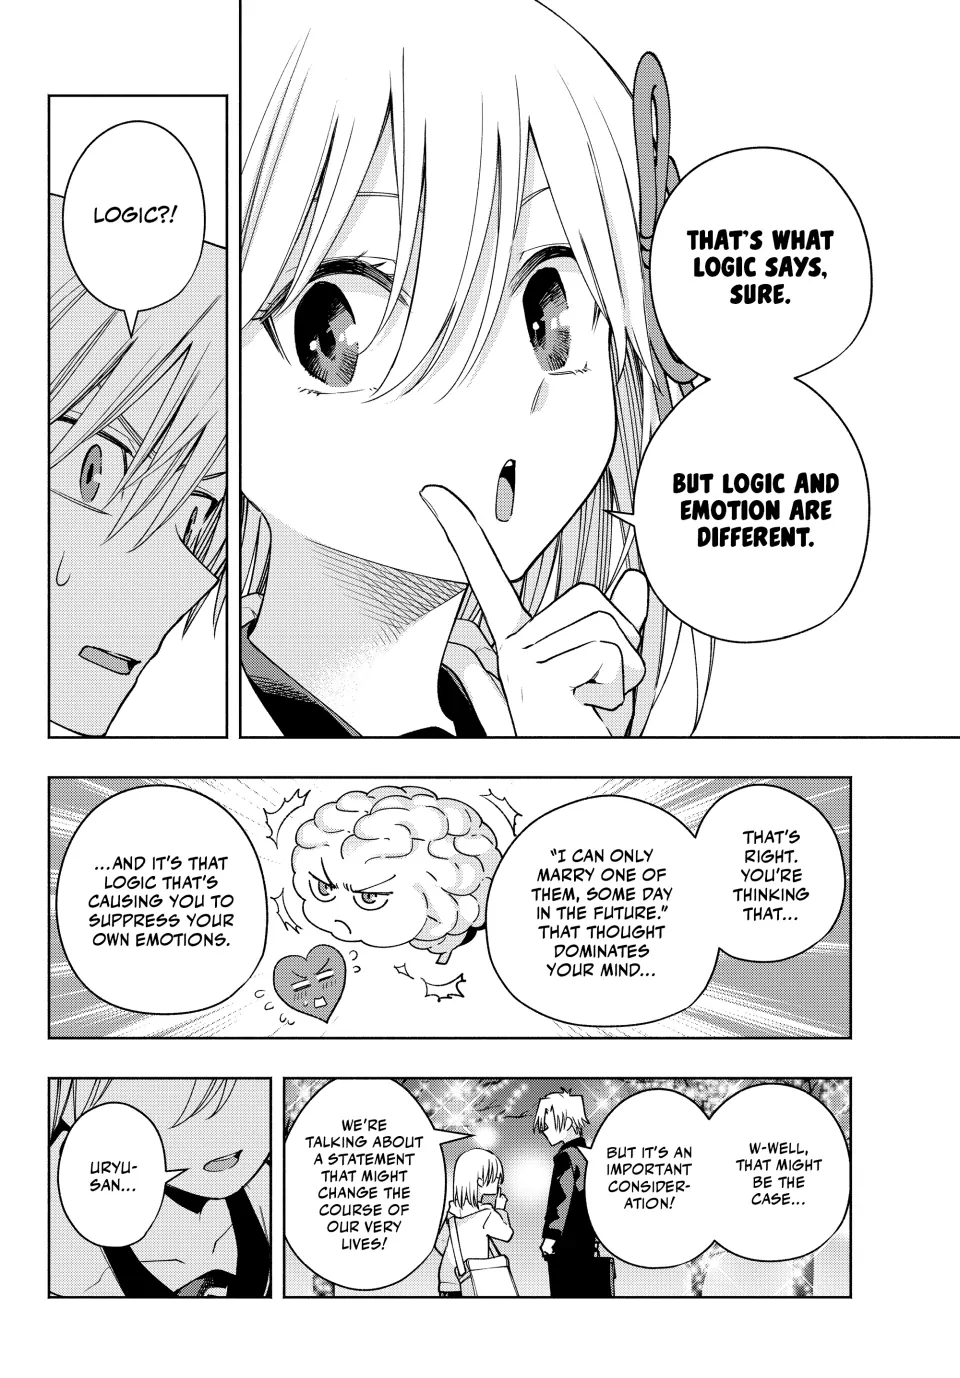 THAT'S WHAT
LOGIC SAYS,
SURE.
BUT LOGIC AND
EMOTION ARE
DIFFERENT.
LOGIC?!
THAT'S
RIGHT.
YOU'RE
THINKING
THAT...
"I CAN ONLY
MARRY ONE OF
THEM, SOME DAY
IN THE FUTURE."
THAT THOUGHT
DOMINATES
YOUR MIND...
...AND IT'S THAT
LOGIC THAT'S
CAUSING YOU TO
SUPPRESS YOUR
OWN EMOTIONS.
W-WELL,
THAT MIGHT
BE THE
CASE...
BUT IT'S AN
IMPORTANT
CONSIDER-
ATION!
WE'RE
TALKING ABOUT
A STATEMENT
THAT MIGHT
CHANGE THE
COURSE OF
OUR VERY
LIVES!
URYU-
SAN...